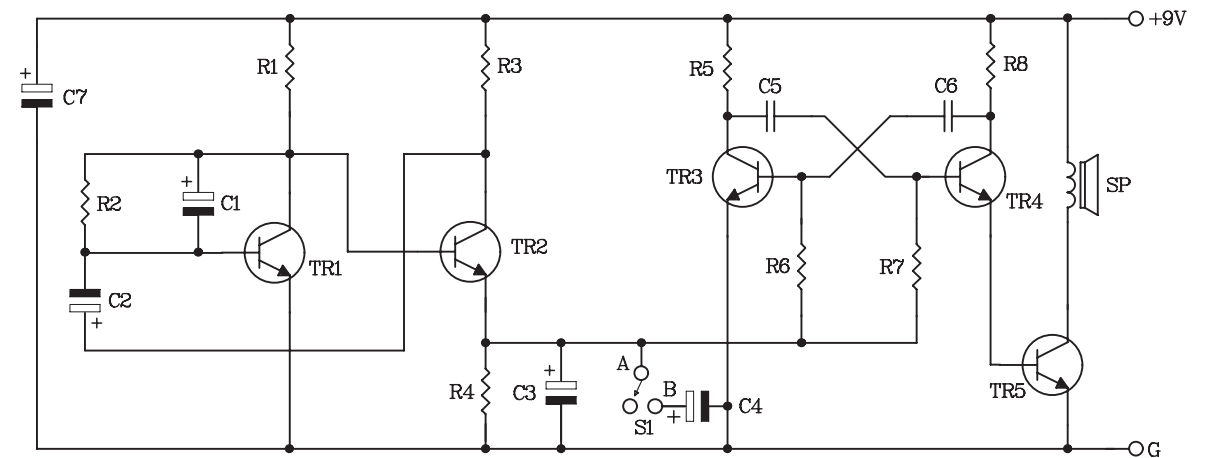 +9V
R1
R3
R5
R8
+
C7
C5
C6
TR3
TR4
SP
R2
+
C1
TR1
TR2
R6
R7
C2
+
A
+
R4
C3
B
+
C4
S1
TR5
G